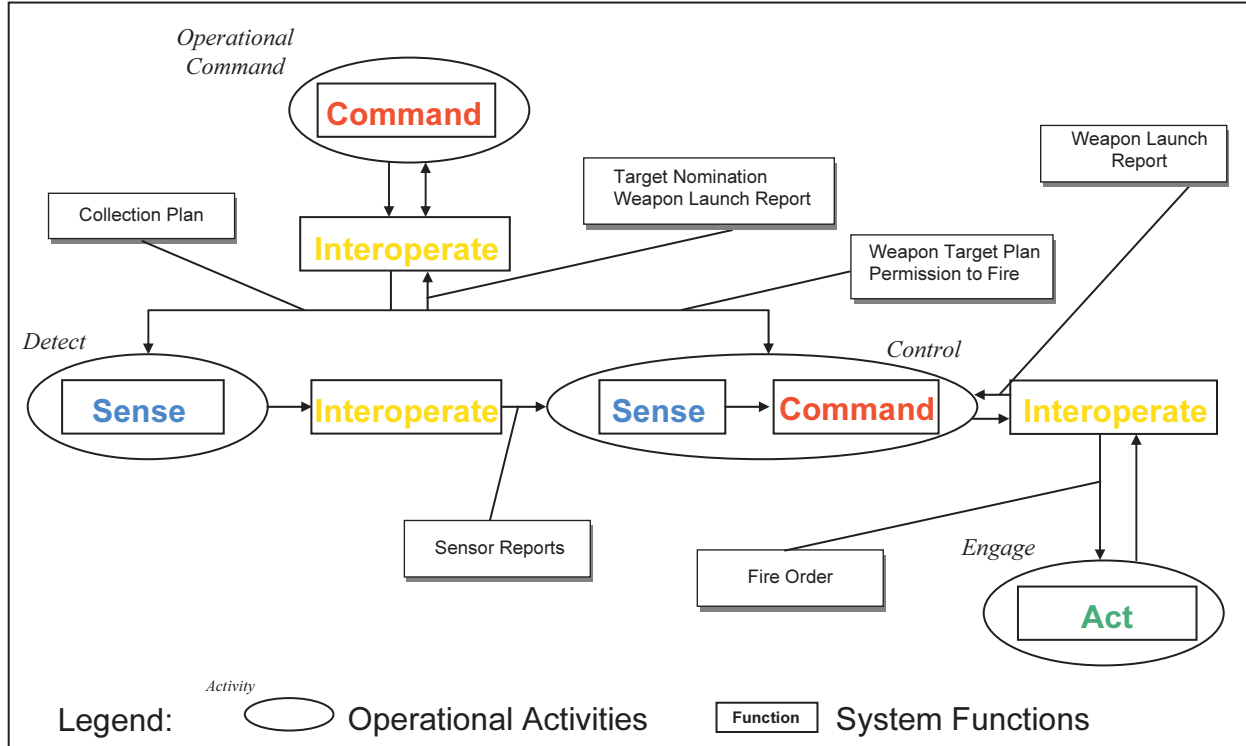 Operational
Command
Command
Weapon Launch
Report
Target Nomination
Weapon Launch Report
Collection Plan
Interoperate
Weapon Target Plan
Permission to Fire
Detect
Control
Sense
Interoperate
Sense
Command
Interoperate
Sensor Reports
Fire Order
Engage
Act
Activity
Legend:
Operational Activities
Function
System Functions